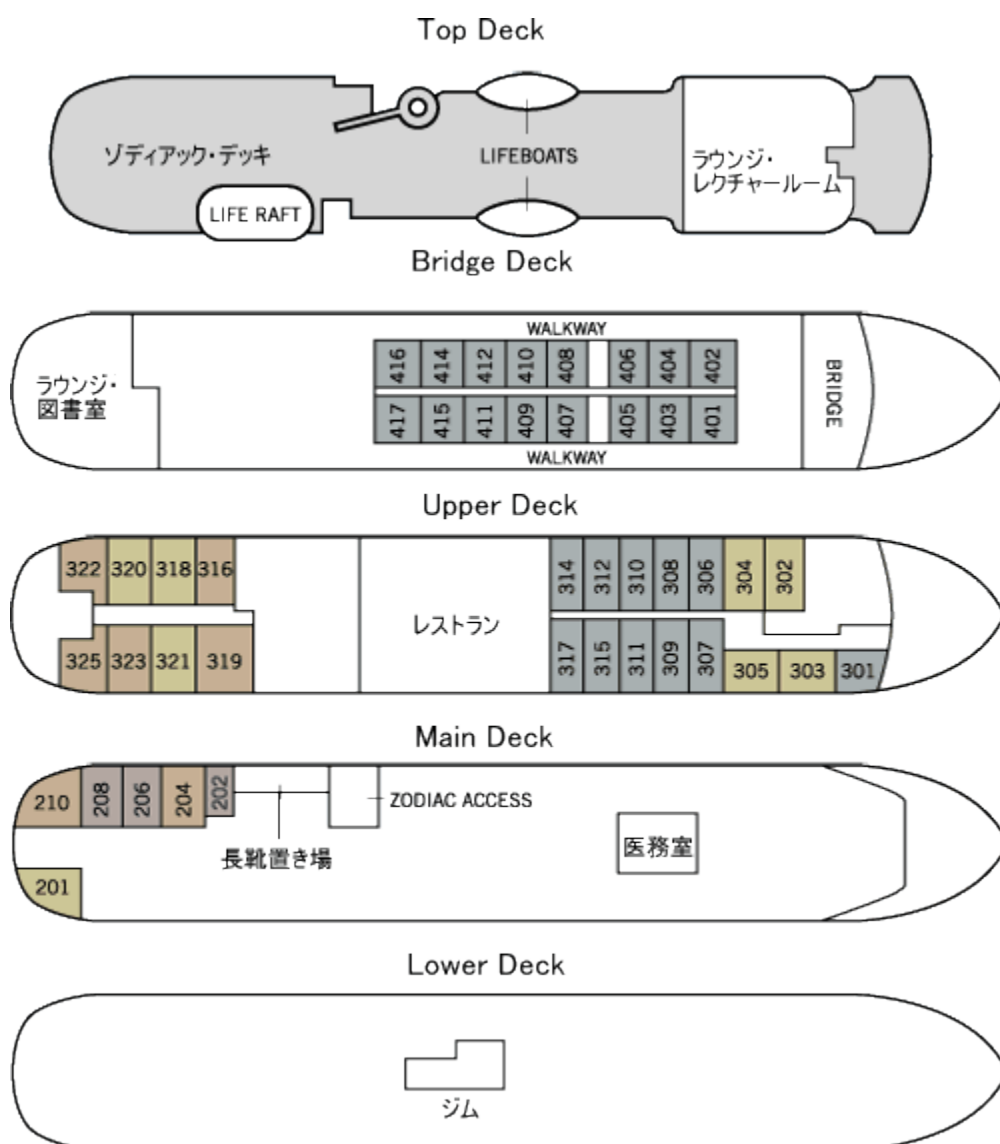 Top Deck
ゾディアック・デッキ
LIFEBOATS
ラウンジ・
レクチャールーム
LIFE RAFT
Bridge Deck
WALKWAY
416 414 412 410 408 406 404 402
ラウンジ・
図書室
BRIDGE
417 415 411 409 407 405 403 401
WALKWAY
Upper Deck
322 320 318 316
314 312 310 308 306 304 302
レストラン
325 323 321 319
317 315 311 309 307 305 303 301
Main Deck
210 208 206 204 202
ZODIAC ACCESS
長靴置き場
医務室
201
Lower Deck
ジム